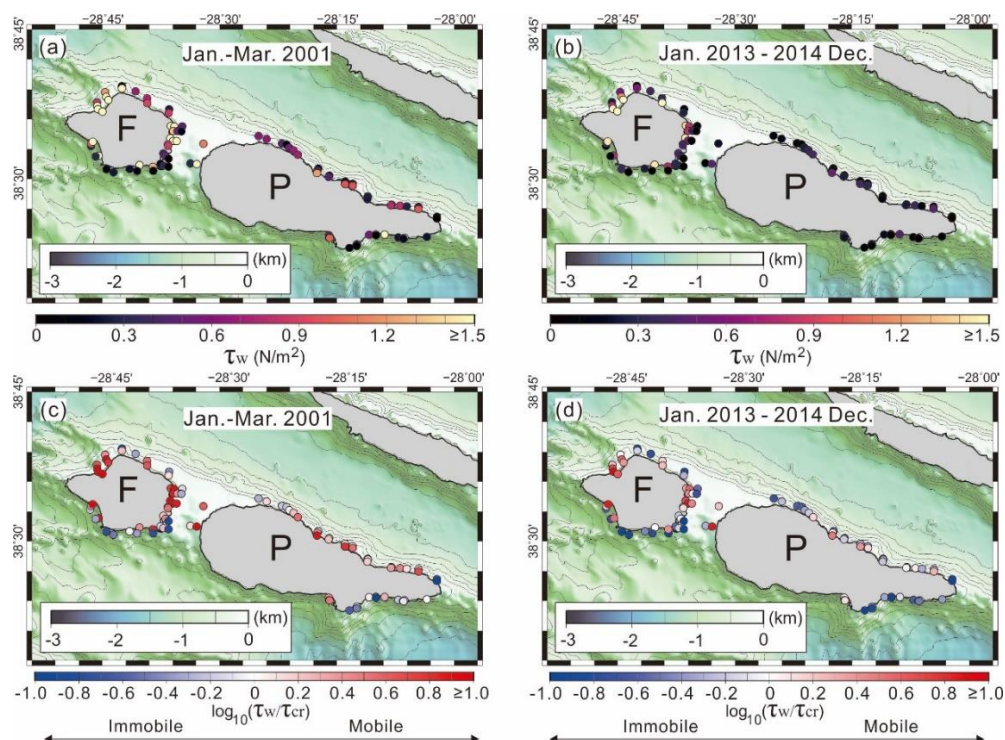 −28°45'
−28°30'
−28°15'
−28°00'
38°45'
38°30'
(a)
Jan.-Mar. 2001
F
P
(km)
-3
-2
-1
0
0
0.3
0.6
0.9
1.2
≥1.5
τw (N/m²)
−28°45'
−28°30'
−28°15'
−28°00'
38°45'
38°30'
(b)
Jan. 2013 - 2014 Dec.
F
P
(km)
-3
-2
-1
0
0
0.3
0.6
0.9
1.2
≥1.5
τw (N/m²)
−28°45'
−28°30'
−28°15'
−28°00'
38°45'
38°30'
(c)
Jan.-Mar. 2001
F
P
(km)
-3
-2
-1
0
-1.0
-0.8
-0.6
-0.4
-0.2
0
0.2
0.4
0.6
0.8
≥1.0
log10(τw/τcr)
Immobile
Mobile
−28°45'
−28°30'
−28°15'
−28°00'
38°45'
38°30'
(d)
Jan. 2013 - 2014 Dec.
F
P
(km)
-3
-2
-1
0
-1.0
-0.8
-0.6
-0.4
-0.2
0
0.2
0.4
0.6
0.8
≥1.0
log10(τw/τcr)
Immobile
Mobile